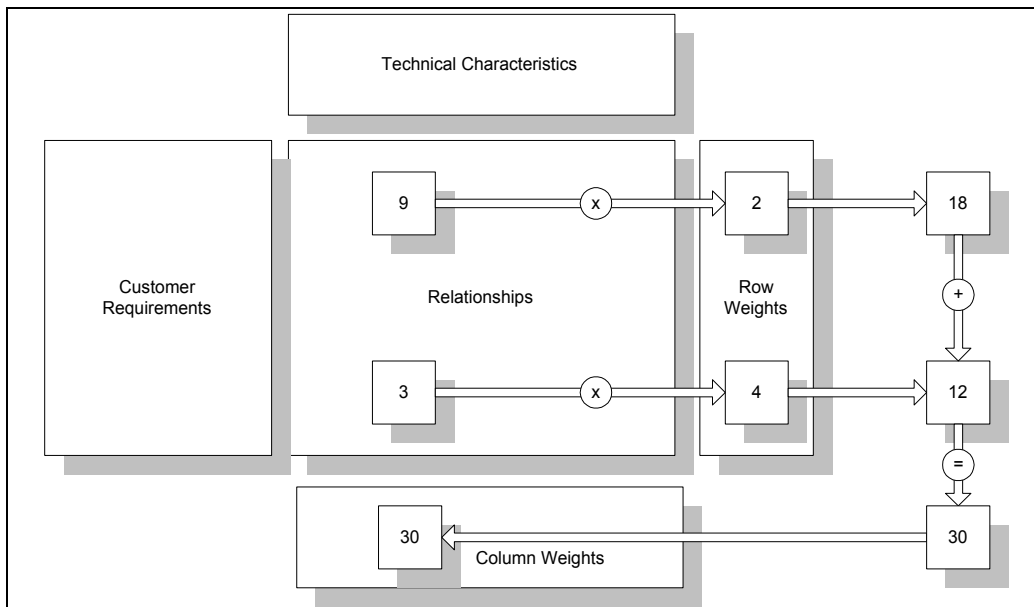 Technical Characteristics
9
x
2
18
Customer
Requirements
Relationships
Row
Weights
+
3
x
4
12
=
30
30
Column Weights